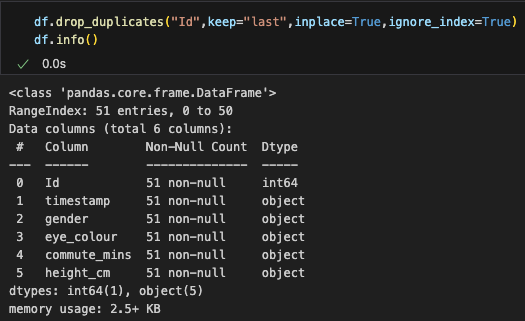 df.drop_duplicates("Id",keep="last",inplace=True,ignore_index=True)
df.info()
✓ 0.0s
<class 'pandas.core.frame.DataFrame'>
RangeIndex: 51 entries, 0 to 50
Data columns (total 6 columns):
 #   Column        Non-Null Count  Dtype
---  ------        --------------  -----
 0   Id            51 non-null     int64
 1   timestamp     51 non-null     object
 2   gender        51 non-null     object
 3   eye_colour    51 non-null     object
 4   commute_mins  51 non-null     object
 5   height_cm     51 non-null     object
dtypes: int64(1), object(5)
memory usage: 2.5+ KB